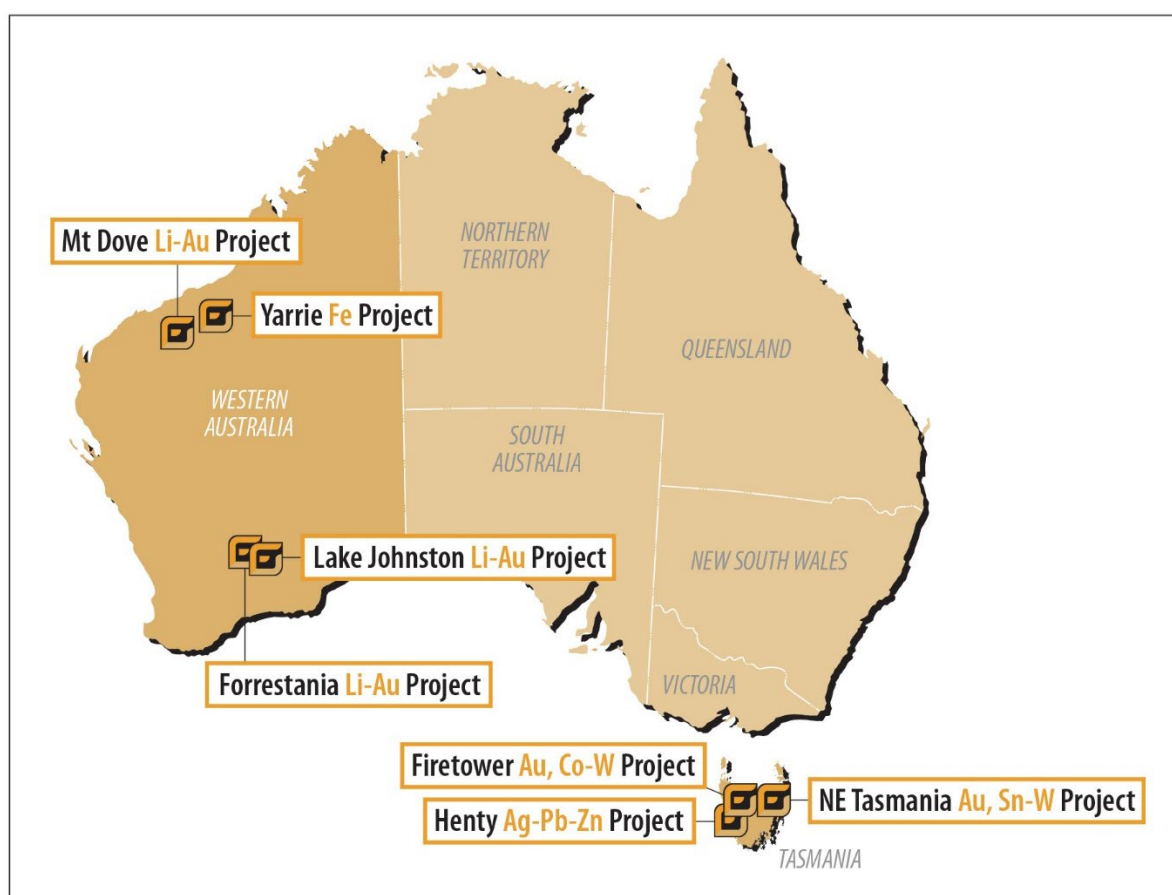 Mt Dove Li-Au Project
Yarrie Fe Project
NORTHERN
TERRITORY
QUEENSLAND
WESTERN
AUSTRALIA
SOUTH
AUSTRALIA
Lake Johnston Li-Au Project
NEW SOUTH WALES
Forrestania Li-Au Project
VICTORIA
Firetower Au, Co-W Project
NE Tasmania Au, Sn-W Project
Henty Ag-Pb-Zn Project
TASMANIA